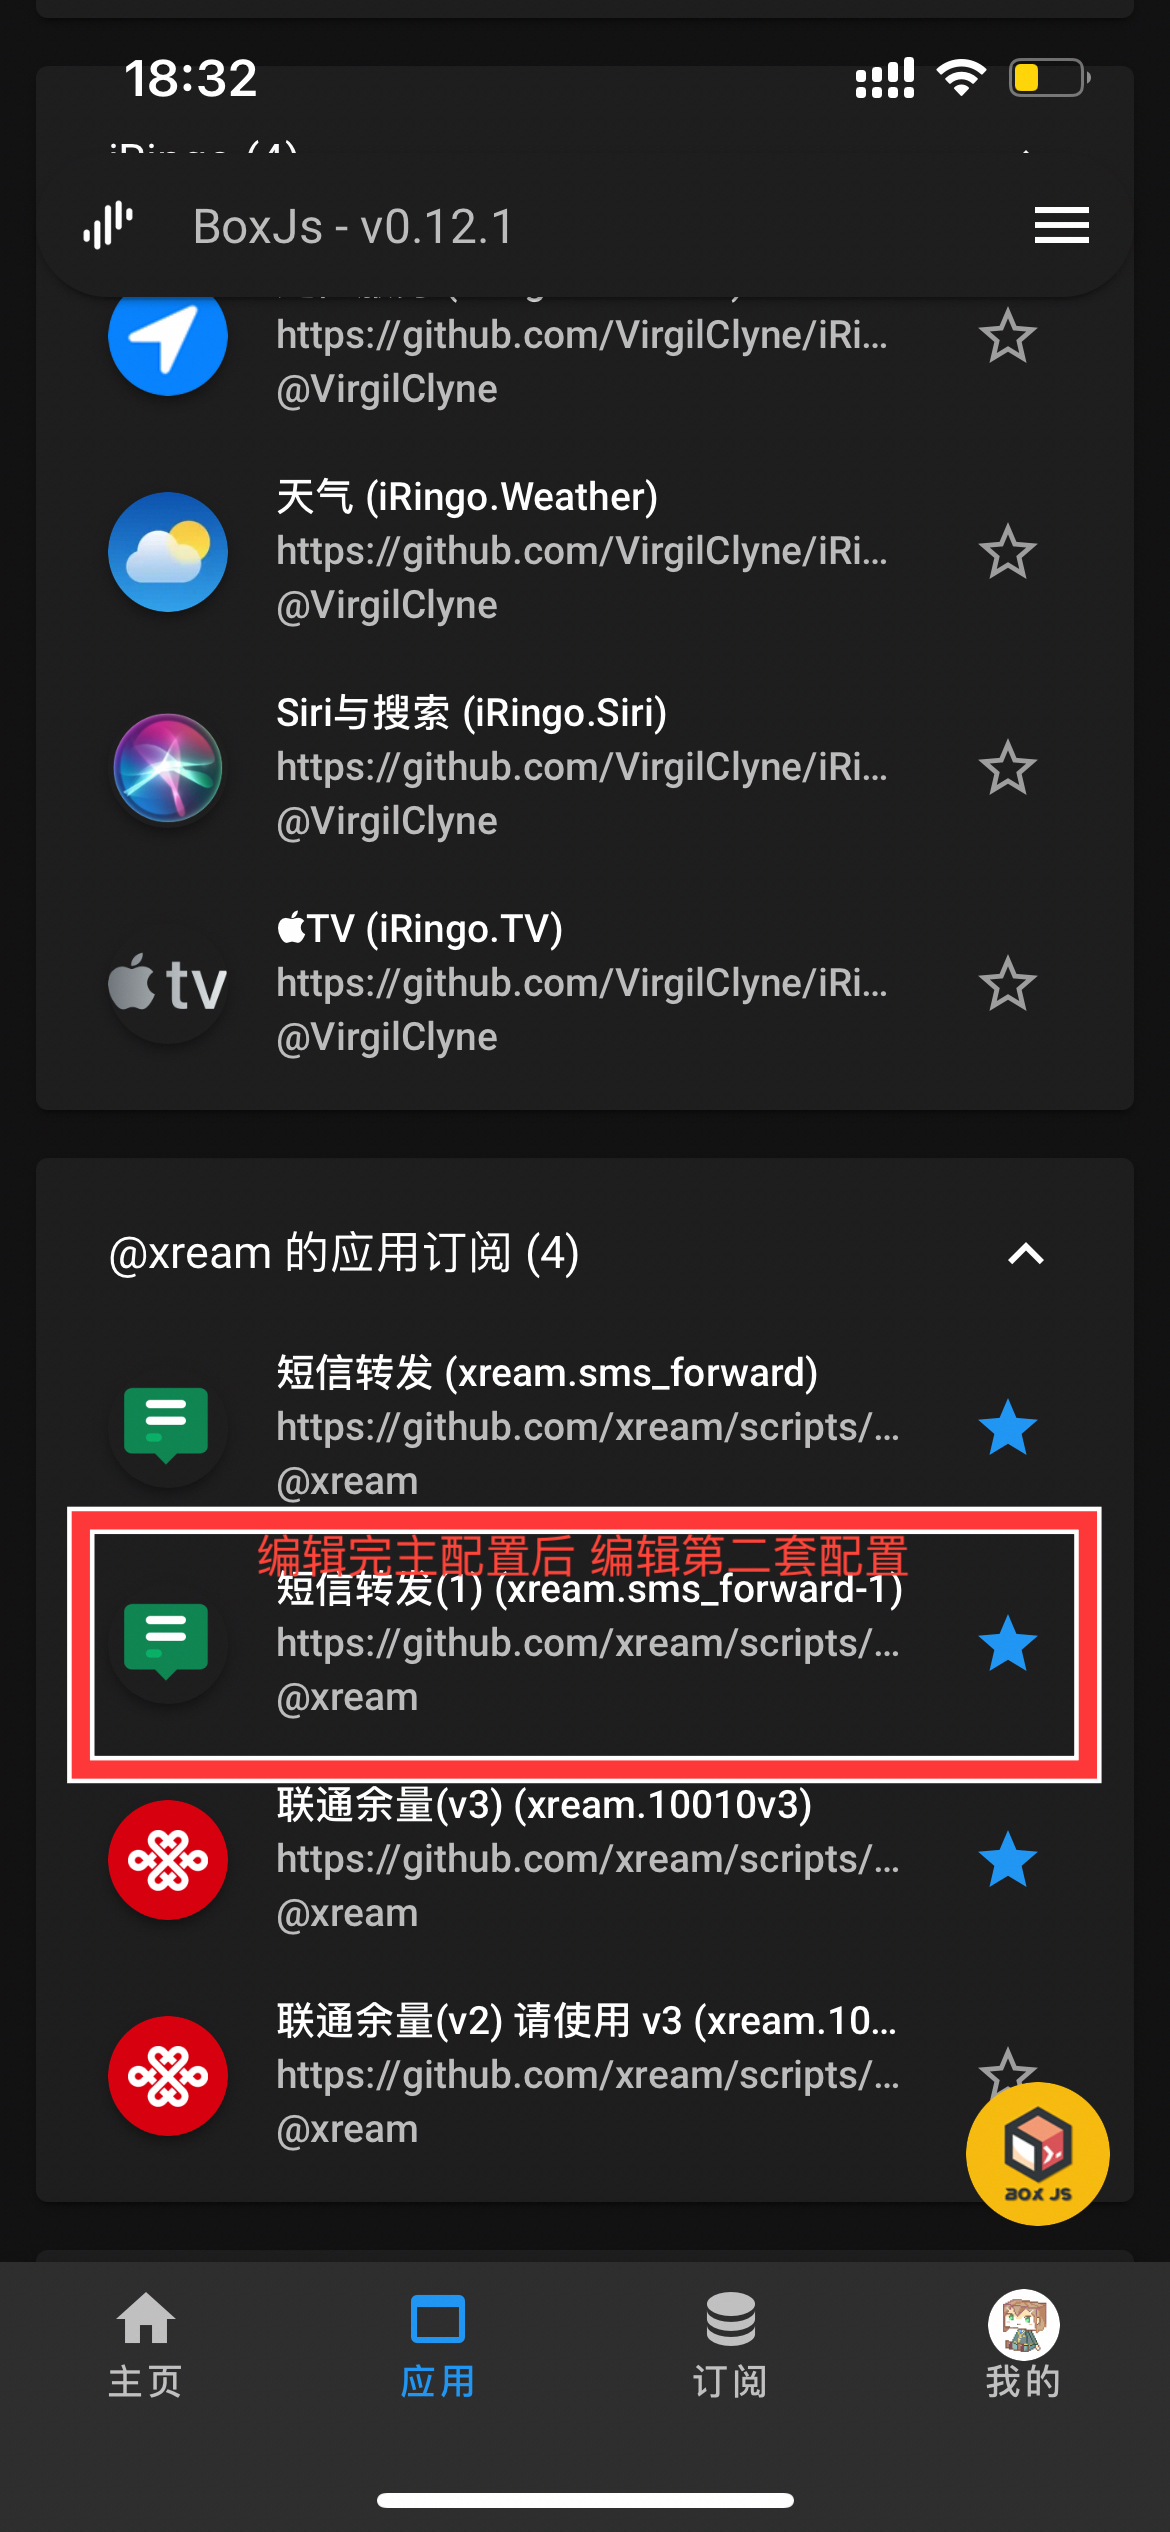 18:32
iRingo (4)
BoxJs - v0.12.1
https://github.com/VirgilClyne/iRi...
@VirgilClyne
天气 (iRingo.Weather)
https://github.com/VirgilClyne/iRi...
@VirgilClyne
Siri与搜索 (iRingo.Siri)
https://github.com/VirgilClyne/iRi...
@VirgilClyne
TV (iRingo.TV)
tv
https://github.com/VirgilClyne/iRi...
@VirgilClyne
@xream 的应用订阅 (4)
短信转发 (xream.sms_forward)
https://github.com/xream/scripts/...
@xream
编辑完主配置后 编辑第二套配置
短信转发(1) (xream.sms_forward-1)
https://github.com/xream/scripts/...
@xream
联通余量(v3) (xream.10010v3)
https://github.com/xream/scripts/...
@xream
联通余量(v2) 请使用 v3 (xream.10...
https://github.com/xream/scripts/...
@xream
BOX JS
主页
应用
订阅
我的